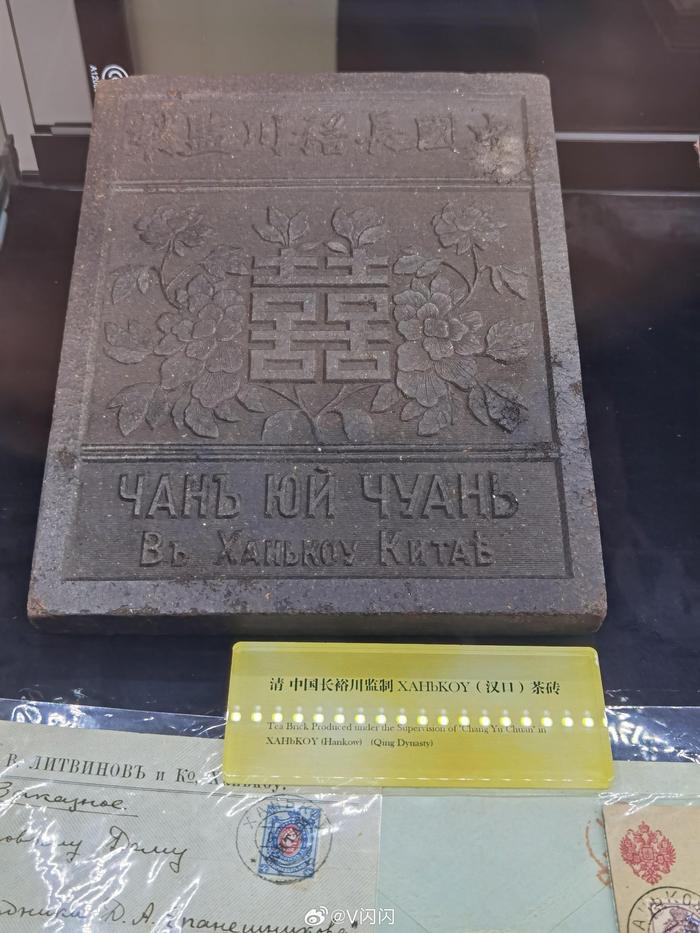 中國長裕川監製
囍
ЧАНЪ ЮЙ ЧУАНЬ
Въ Ханькоу Китаѣ
清 中国长裕川监制 ХАНЬКОУ（汉口）茶砖
Tea Brick Produced under the Supervision of "Chang Yu Chuan" in
ХАНЬКОУ (Hankow) (Qing Dynasty)
В. ЛИТВИНОВЪ и Ко, Ханькоу.
Заказное.
Дому
Д. А.
@V闪闪